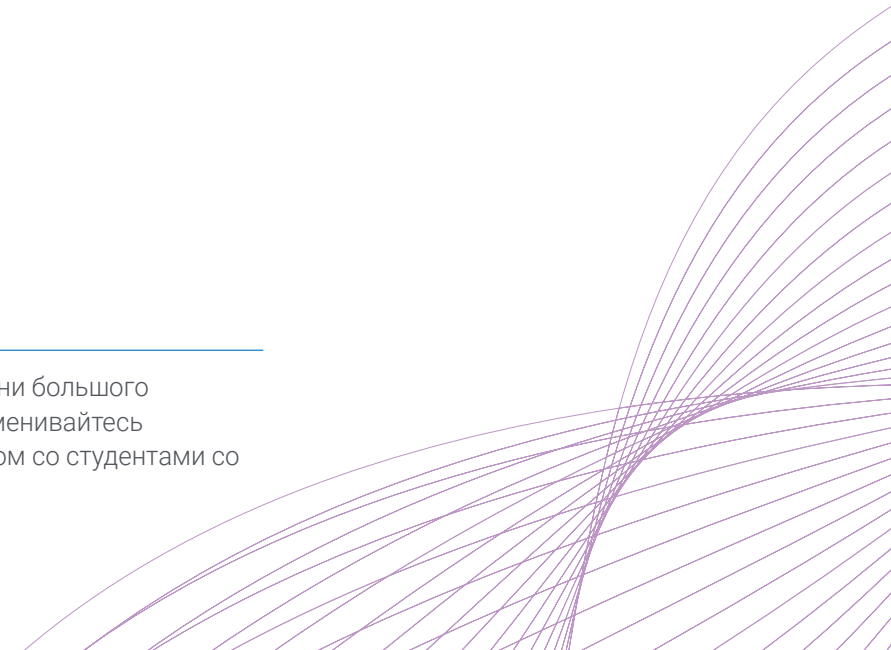 ни большого
менивайтесь
ом со студентами со